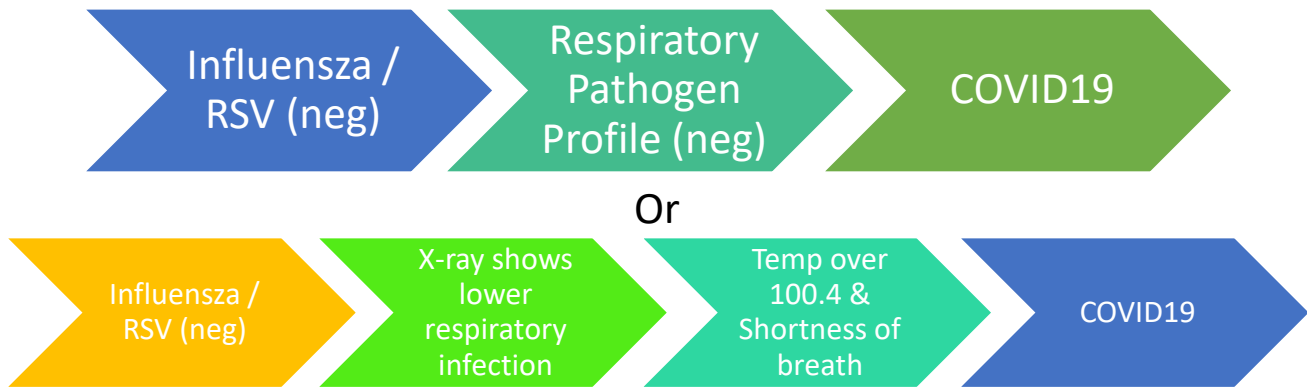 Influensza /
RSV (neg)
Respiratory
Pathogen
Profile (neg)
COVID19
Or
Influensza /
RSV (neg)
X-ray shows
lower
respiratory
infection
Temp over
100.4 &
Shortness of
breath
COVID19